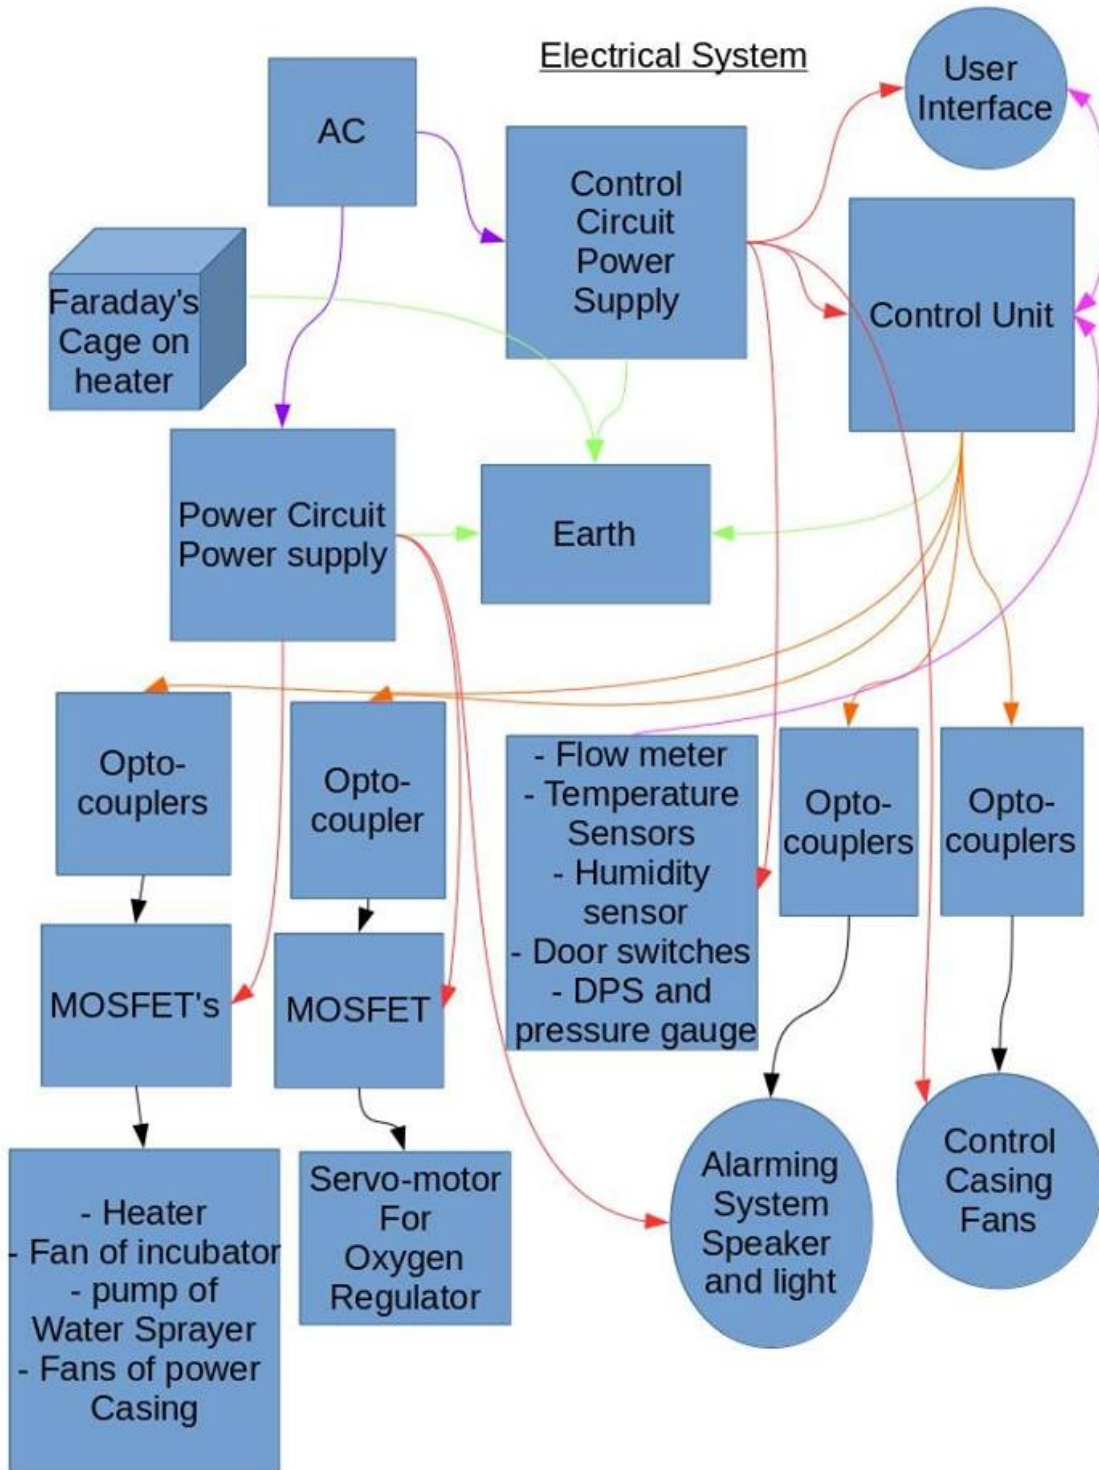 Electrical System
User
Interface
AC
Control
Circuit
Power
Supply
Control Unit
Faraday's
Cage on
heater
Power Circuit
Power supply
Earth
Opto-
couplers
Opto-
coupler
- Flow meter
- Temperature
Sensors
- Humidity
sensor
- Door switches
- DPS and
pressure gauge
Opto-
couplers
Opto-
couplers
MOSFET's
MOSFET
- Heater
- Fan of incubator
- pump of
Water Sprayer
- Fans of power
Casing
Servo-motor
For
Oxygen
Regulator
Alarming
System
Speaker
and light
Control
Casing
Fans